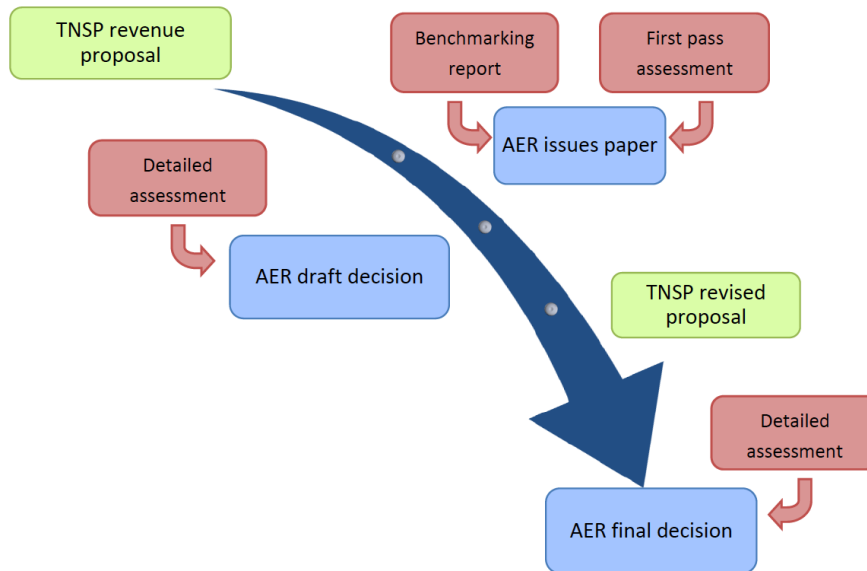 TNSP revenue
proposal
Benchmarking
report
First pass
assessment
AER issues paper
Detailed
assessment
AER draft decision
TNSP revised
proposal
Detailed
assessment
AER final decision